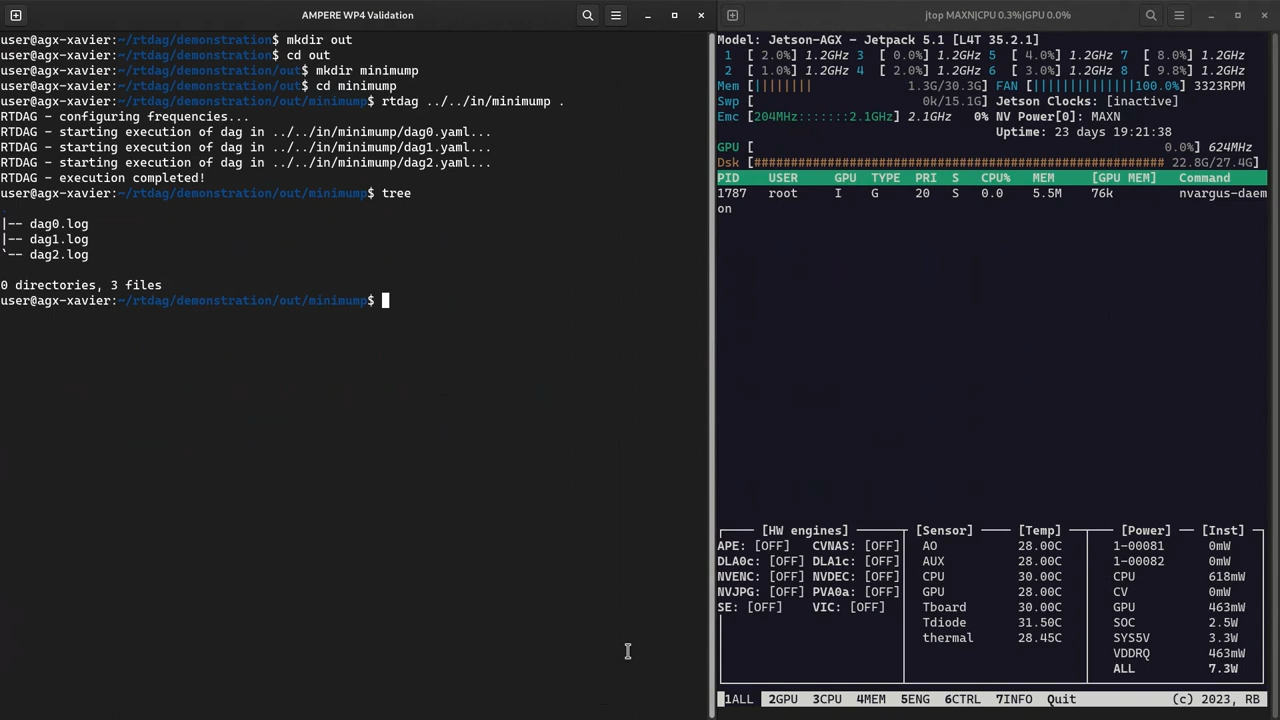 AMPERE WP4 Validation
user@agx-xavier:~/rtdag/demonstration$ mkdir out
user@agx-xavier:~/rtdag/demonstration$ cd out
user@agx-xavier:~/rtdag/demonstration/out$ mkdir minimump
user@agx-xavier:~/rtdag/demonstration/out$ cd minimump
user@agx-xavier:~/rtdag/demonstration/out/minimump$ rtdag ../../in/minimump .
RTDAG - configuring frequencies...
RTDAG - starting execution of dag in ../../in/minimump/dag0.yaml...
RTDAG - starting execution of dag in ../../in/minimump/dag1.yaml...
RTDAG - starting execution of dag in ../../in/minimump/dag2.yaml...
RTDAG - execution completed!
user@agx-xavier:~/rtdag/demonstration/out/minimump$ tree
.
|-- dag0.log
|-- dag1.log
`-- dag2.log
0 directories, 3 files
user@agx-xavier:~/rtdag/demonstration/out/minimump$
jtop MAXN|CPU 0.3%|GPU 0.0%
Model: Jetson-AGX - Jetpack 5.1 [L4T 35.2.1]
1 [ 2.0%] 1.2GHz 3 [ 0.0%] 1.2GHz 5 [ 4.0%] 1.2GHz 7 [ 8.0%] 1.2GHz
2 [ 1.0%] 1.2GHz 4 [ 2.0%] 1.2GHz 6 [ 3.0%] 1.2GHz 8 [ 9.8%] 1.2GHz
Mem [||||||| 1.3G/30.3G] FAN [||||||||||||||100.0%] 3323RPM
Swp [ 0k/15.1G] Jetson Clocks: [inactive]
Emc [204MHz:::::::2.1GHz] 2.1GHz 0% NV Power[0]: MAXN
Uptime: 23 days 19:21:38
GPU [ 0.0%] 624MHz
Dsk [######################################################## 22.8G/27.4G]
PID USER GPU TYPE PRI S CPU% MEM [GPU MEM] Command
1787 root I G 20 S 0.0 5.5M 76k nvargus-daem
on
[HW engines] [Sensor] [Temp] [Power] [Inst]
APE: [OFF] CVNAS: [OFF] AO 28.00C 1-00081 0mW
DLA0c: [OFF] DLA1c: [OFF] AUX 28.00C 1-00082 0mW
NVENC: [OFF] NVDEC: [OFF] CPU 30.00C CPU 618mW
NVJPG: [OFF] PVA0a: [OFF] GPU 28.00C CV 0mW
SE: [OFF] VIC: [OFF] Tboard 30.00C GPU 463mW
Tdiode 31.50C SOC 2.5W
thermal 28.45C SYS5V 3.3W
VDDRQ 463mW
ALL 7.3W
1ALL 2GPU 3CPU 4MEM 5ENG 6CTRL 7INFO Quit (c) 2023, RB